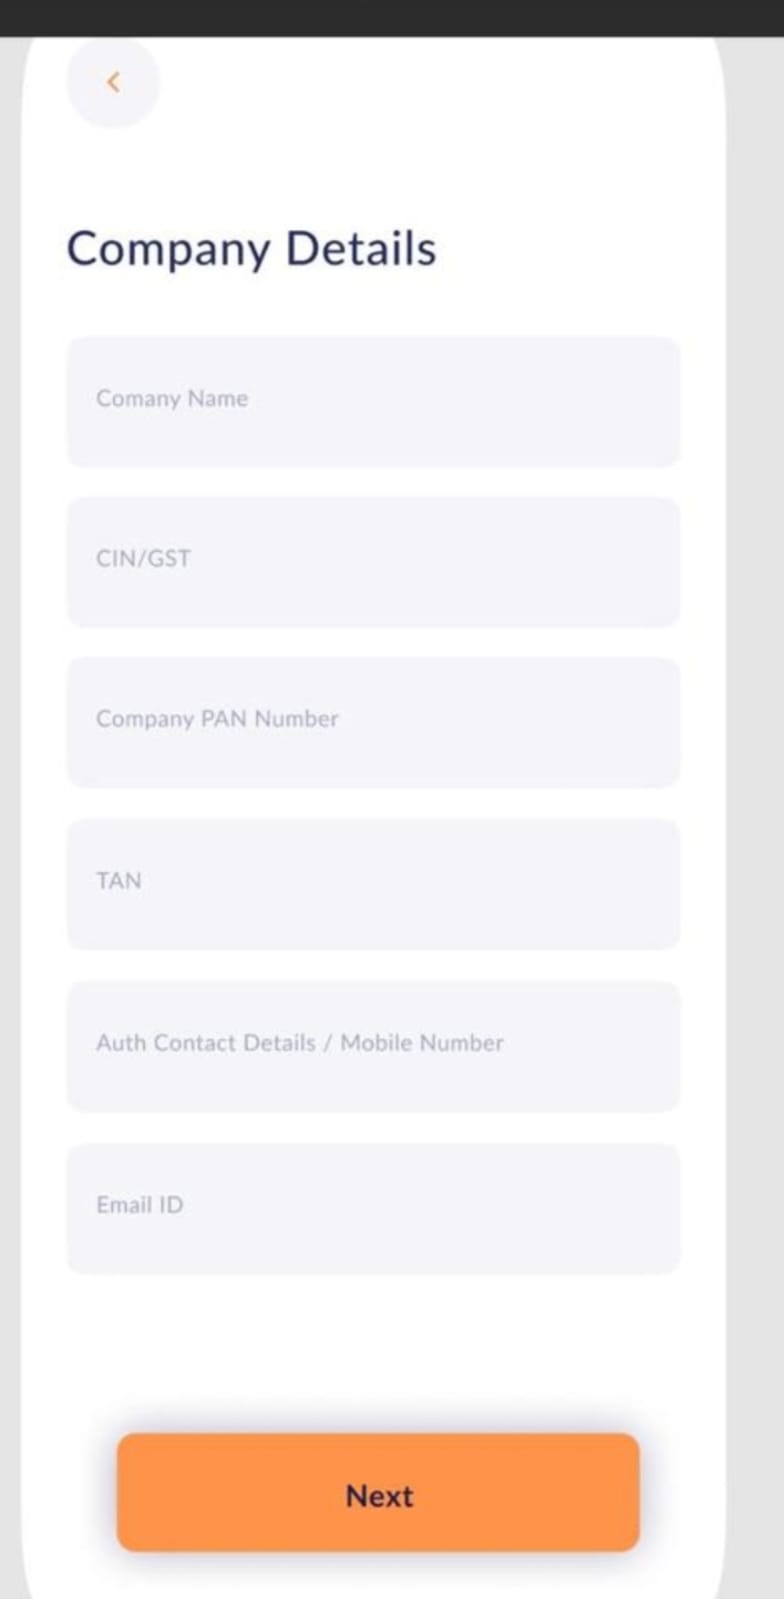 Company Details
Comany Name
CIN/GST
Company PAN Number
TAN
Auth Contact Details / Mobile Number
Email ID
Next